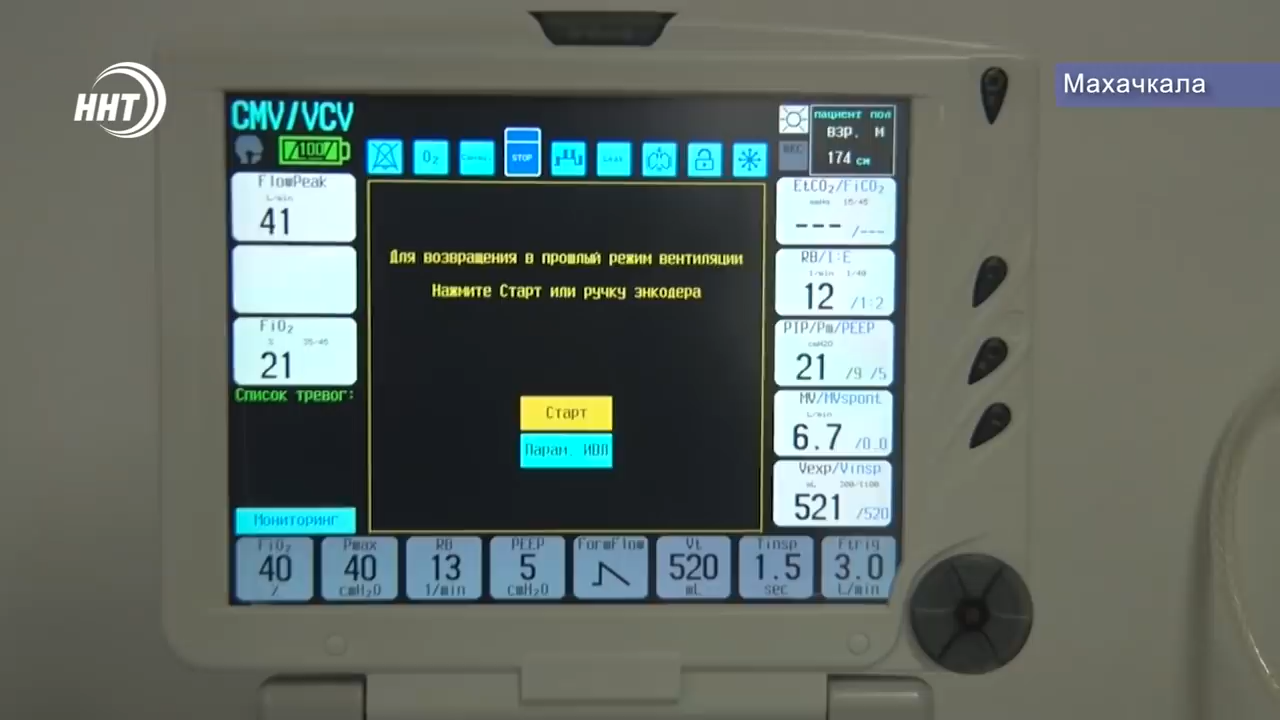 ННТ
Махачкала
CMV/VCV
100
O₂
STOP
Leak
пациент пол
взр. М
174 см
FlowPeak
L/min
41
FiO₂
%
21
Список тревог:
Мониторинг
Для возвращения в прошлый режим вентиляции
Нажмите Старт или ручку энкодера
Старт
Парам. ИВЛ
EtCO₂/FiCO₂
--- /---
RB/I:E
12 /1:2
PIP/Pm/PEEP
cmH2O
21 /9 /5
MV/MVspont
L/min
6.7 /0.0
Vexp/Vinsp
mL
521 /520
FiO₂
40
%
Pmax
40
cmH₂O
RB
13
1/min
PEEP
5
cmH₂O
FormFlow
Vt
520
mL
Tinsp
1.5
sec
Ftrig
3.0
L/min